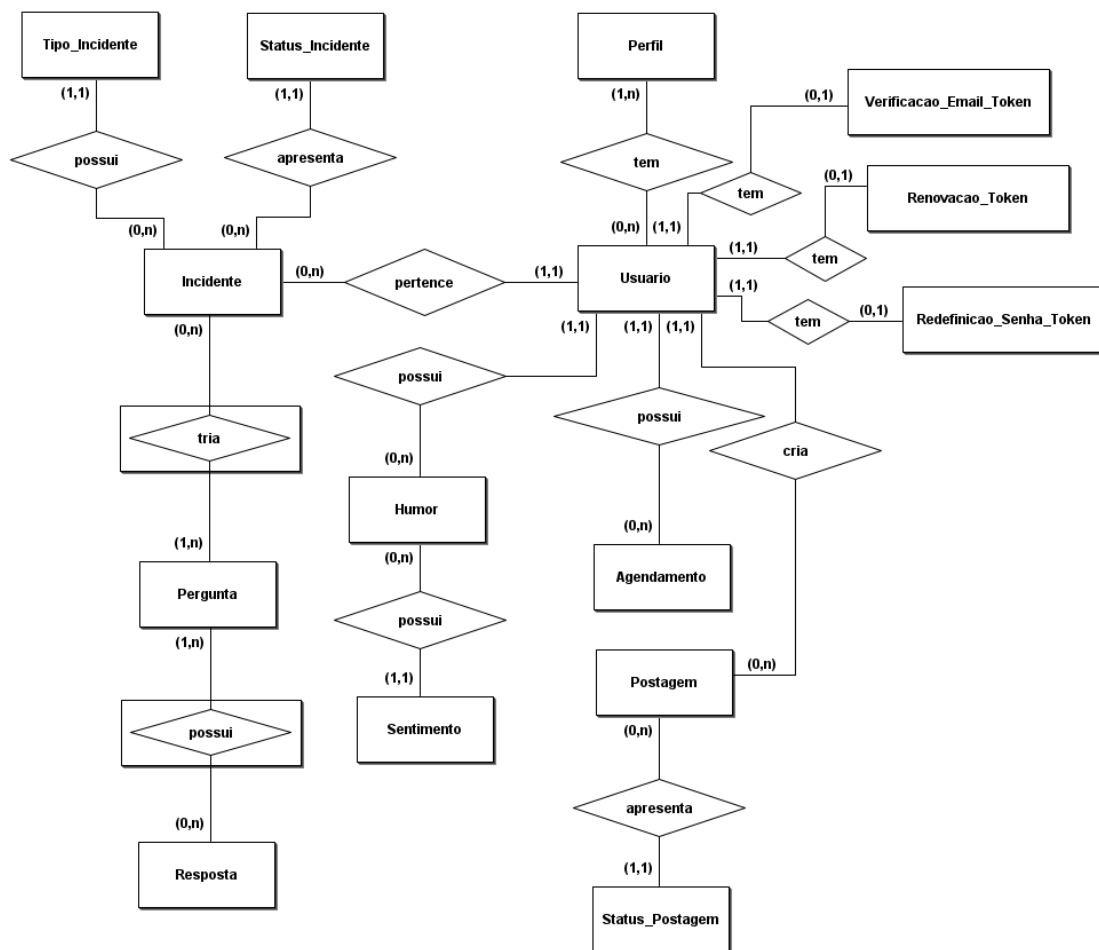 Tipo_Incidente
Status_Incidente
Perfil
(1,1)
(1,1)
(1,n)
(0,1)
Verificacao_Email_Token
possui
apresenta
tem
tem
(0,1)
Renovacao_Token
(0,n)
(0,n)
(0,n)
(1,1)
(1,1)
tem
Incidente
(0,n)
pertence
(1,1)
Usuario
(1,1)
tem
(0,1)
Redefinicao_Senha_Token
(0,n)
(1,1)
(1,1)
(1,1)
possui
possui
tria
cria
(0,n)
Humor
(1,n)
(0,n)
(0,n)
Pergunta
Agendamento
possui
(1,n)
(0,n)
(1,1)
Postagem
possui
Sentimento
(0,n)
(0,n)
apresenta
Resposta
(1,1)
Status_Postagem